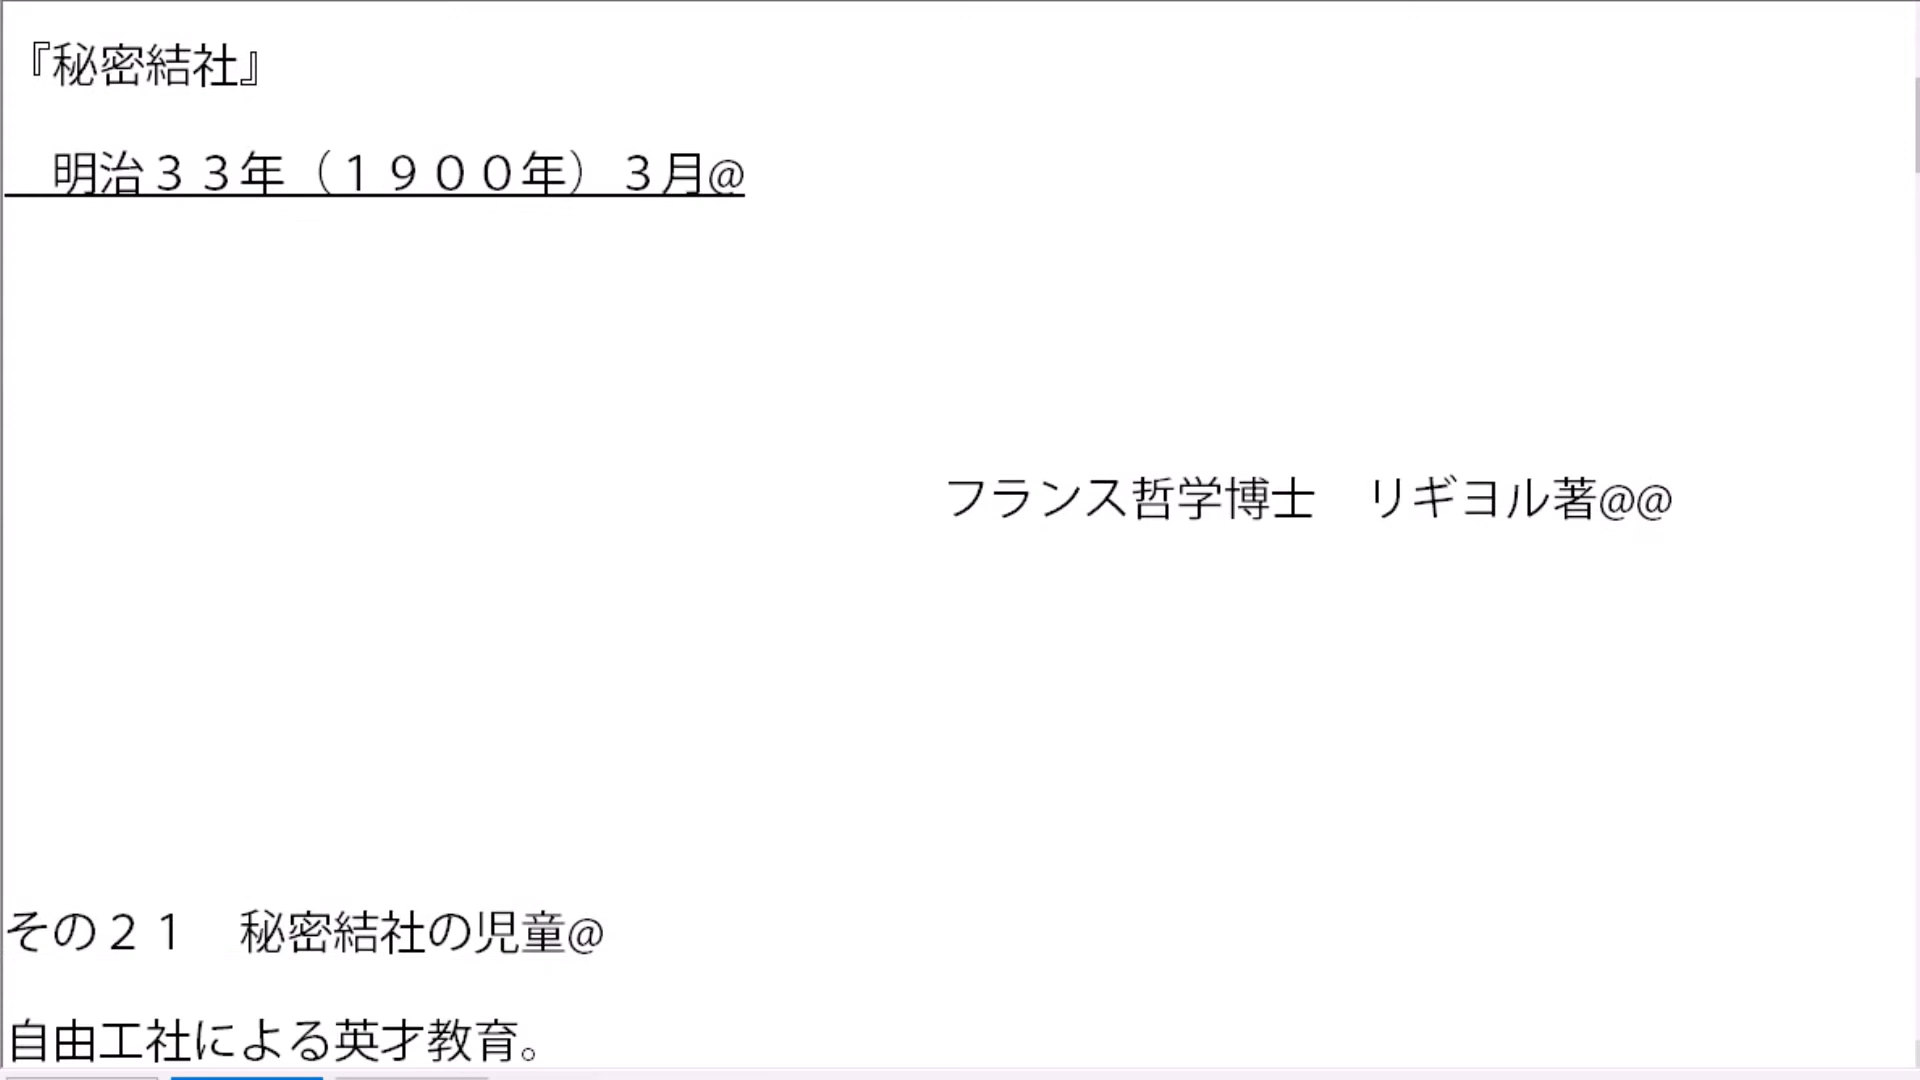 『秘密結社』
　明治３３年（１９００年）３月@
フランス哲学博士　リギヨル著@@
その２１　秘密結社の児童@
自由工社による英才教育。